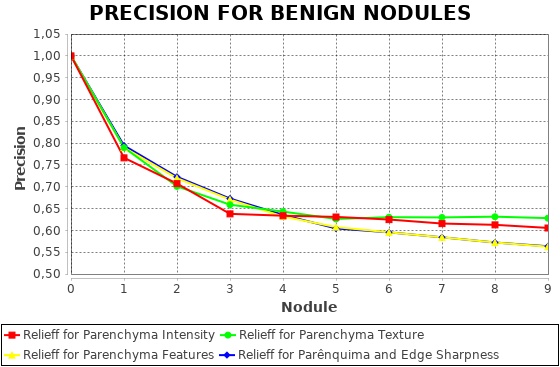 PRECISION FOR BENIGN NODULES
1,05
1,00
0,95
0,90
0,85
0,80
0,75
0,70
0,65
0,60
0,55
0,50
Precision
0 1 2 3 4 5 6 7 8 9
Nodule
Relieff for Parenchyma Intensity Relieff for Parenchyma Texture
Relieff for Parenchyma Features Relieff for Parênquima and Edge Sharpness